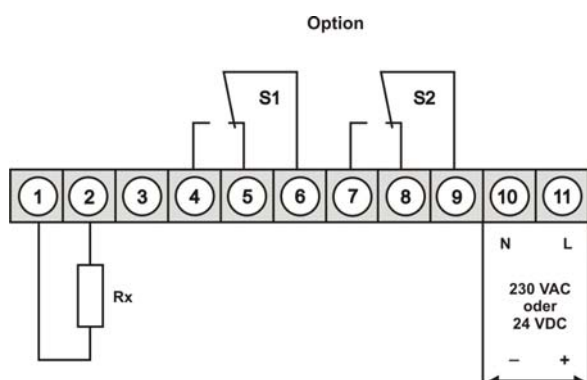 Option
S1 S2
1 2 3 4 5 6 7 8 9 10 11
N L
Rx
230 VAC
oder
24 VDC
– +